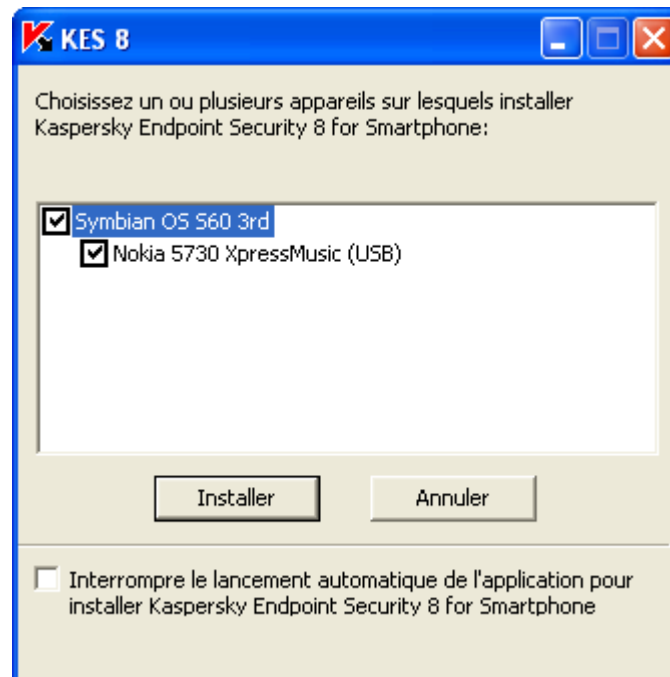 KES 8
Choisissez un ou plusieurs appareils sur lesquels installer
Kaspersky Endpoint Security 8 for Smartphone:
Symbian OS S60 3rd
Nokia 5730 XpressMusic (USB)
Installer
Annuler
Interrompre le lancement automatique de l'application pour
installer Kaspersky Endpoint Security 8 for Smartphone